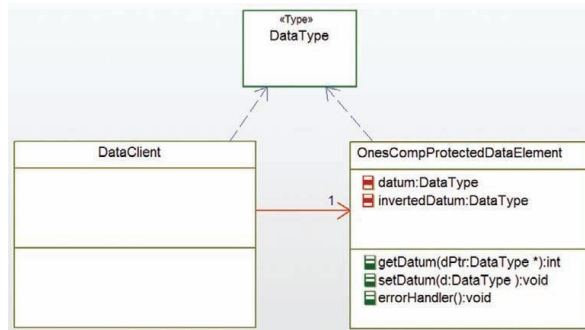 «Type»
DataType
DataClient
OnesCompProtectedDataElement
datum:DataType
invertedDatum:DataType
1
getDatum(dPtr:DataType *):int
setDatum(d:DataType ):void
errorHandler():void